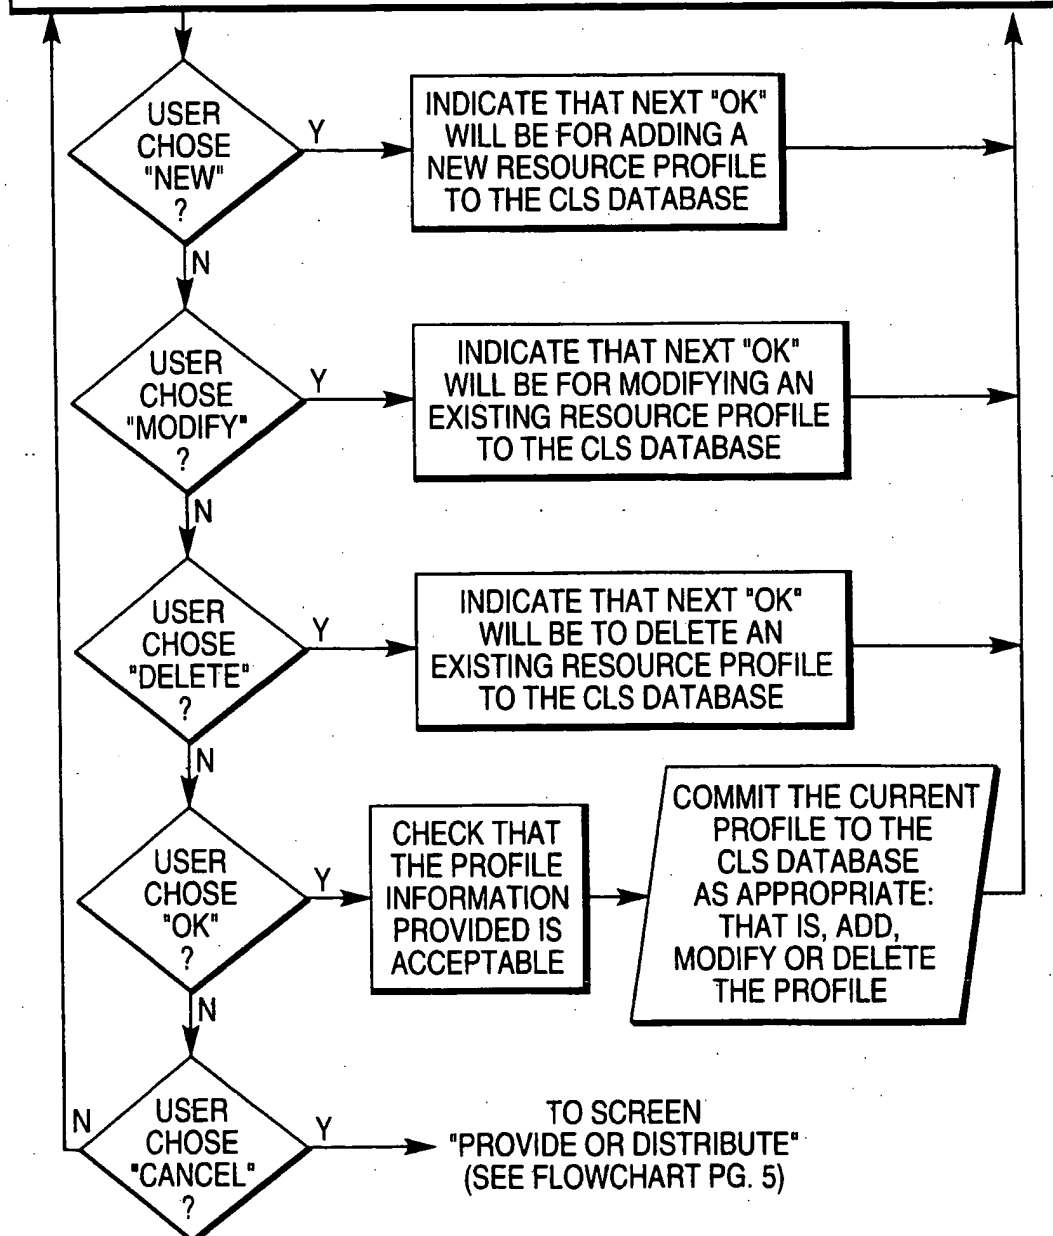 USER
CHOSE
"NEW"
?
Y
INDICATE THAT NEXT "OK"
WILL BE FOR ADDING A
NEW RESOURCE PROFILE
TO THE CLS DATABASE
N
USER
CHOSE
"MODIFY"
?
Y
INDICATE THAT NEXT "OK"
WILL BE FOR MODIFYING AN
EXISTING RESOURCE PROFILE
TO THE CLS DATABASE
N
USER
CHOSE
"DELETE"
?
Y
INDICATE THAT NEXT "OK"
WILL BE TO DELETE AN
EXISTING RESOURCE PROFILE
TO THE CLS DATABASE
N
USER
CHOSE
"OK"
?
Y
CHECK THAT
THE PROFILE
INFORMATION
PROVIDED IS
ACCEPTABLE
COMMIT THE CURRENT
PROFILE TO THE
CLS DATABASE
AS APPROPRIATE:
THAT IS, ADD,
MODIFY OR DELETE
THE PROFILE
N
N
USER
CHOSE
"CANCEL"
?
Y
TO SCREEN
"PROVIDE OR DISTRIBUTE"
(SEE FLOWCHART PG. 5)